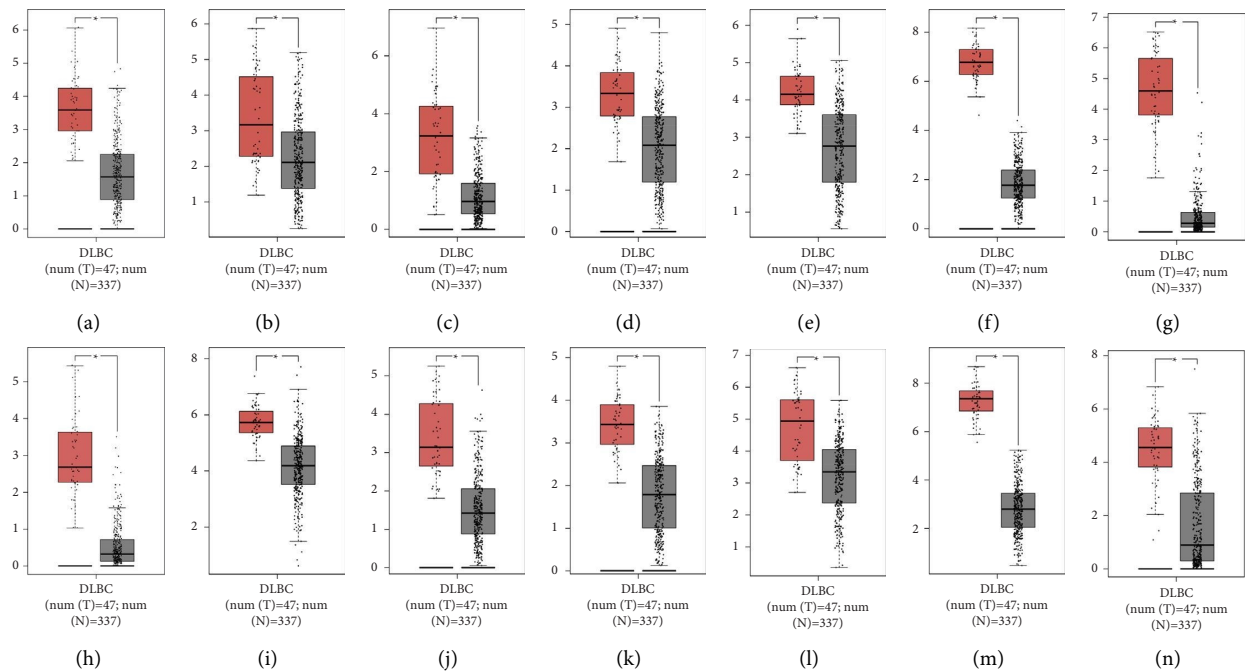 *
6
5
4
3
2
1
0
DLBC
(num (T)=47; num
(N)=337)
(a)
*
6
5
4
3
2
1
DLBC
(num (T)=47; num
(N)=337)
(b)
*
6
4
2
0
DLBC
(num (T)=47; num
(N)=337)
(c)
*
5
4
3
2
1
0
DLBC
(num (T)=47; num
(N)=337)
(d)
*
6
5
4
3
2
1
DLBC
(num (T)=47; num
(N)=337)
(e)
*
8
6
4
2
0
DLBC
(num (T)=47; num
(N)=337)
(f)
*
7
6
5
4
3
2
1
0
DLBC
(num (T)=47; num
(N)=337)
(g)
*
5
4
3
2
1
0
DLBC
(num (T)=47; num
(N)=337)
(h)
*
8
6
4
2
DLBC
(num (T)=47; num
(N)=337)
(i)
*
5
4
3
2
1
0
DLBC
(num (T)=47; num
(N)=337)
(j)
*
5
4
3
2
1
0
DLBC
(num (T)=47; num
(N)=337)
(k)
*
7
6
5
4
3
2
1
DLBC
(num (T)=47; num
(N)=337)
(l)
*
8
6
4
2
DLBC
(num (T)=47; num
(N)=337)
(m)
*
8
6
4
2
0
DLBC
(num (T)=47; num
(N)=337)
(n)